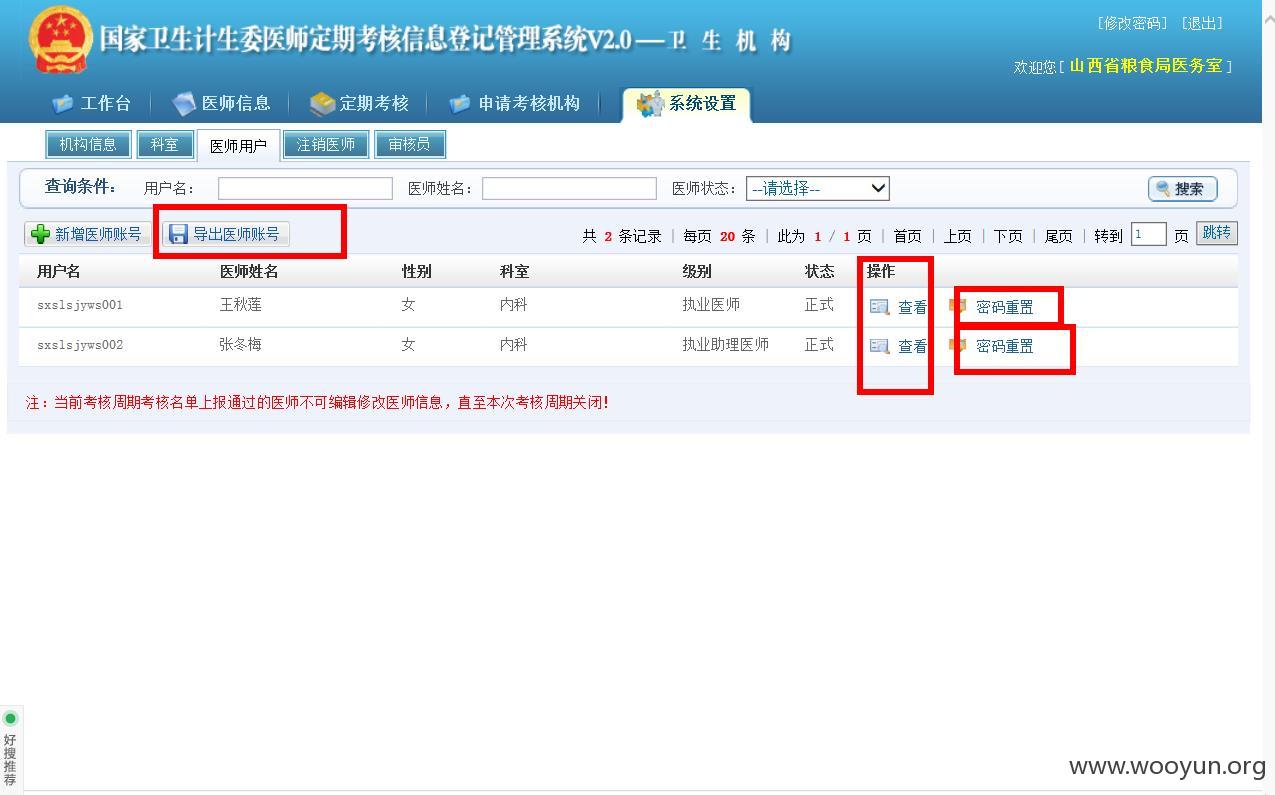 国家卫生计生委医师定期考核信息登记管理系统V2.0—卫 生 机 构
[修改密码] [退出]
欢迎您[ 山西省粮食局医务室 ]
工作台 医师信息 定期考核 申请考核机构 系统设置
机构信息 科室 医师用户 注销医师 审核员
查询条件: 用户名: 医师姓名: 医师状态: --请选择-- 搜索
新增医师账号 导出医师账号 共 2 条记录 | 每页 20 条 | 此为 1 / 1 页 | 首页 | 上页 | 下页 | 尾页 | 转到 1 页 跳转
用户名 医师姓名 性别 科室 级别 状态 操作
sxslsjyws001 王秋莲 女 内科 执业医师 正式 查看 密码重置
sxslsjyws002 张冬梅 女 内科 执业助理医师 正式 查看 密码重置
注：当前考核周期考核名单上报通过的医师不可编辑修改医师信息，直至本次考核周期关闭！
好搜推荐
www.wooyun.org